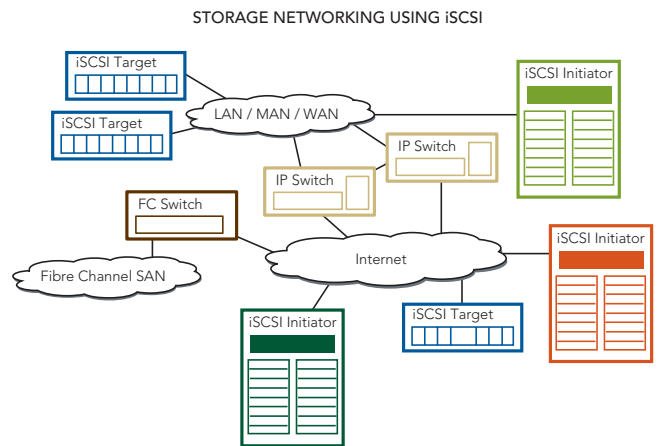 STORAGE NETWORKING USING iSCSI
iSCSI Target
iSCSI Initiator
LAN / MAN / WAN
iSCSI Target
IP Switch
IP Switch
FC Switch
iSCSI Initiator
Internet
Fibre Channel SAN
iSCSI Target
iSCSI Initiator